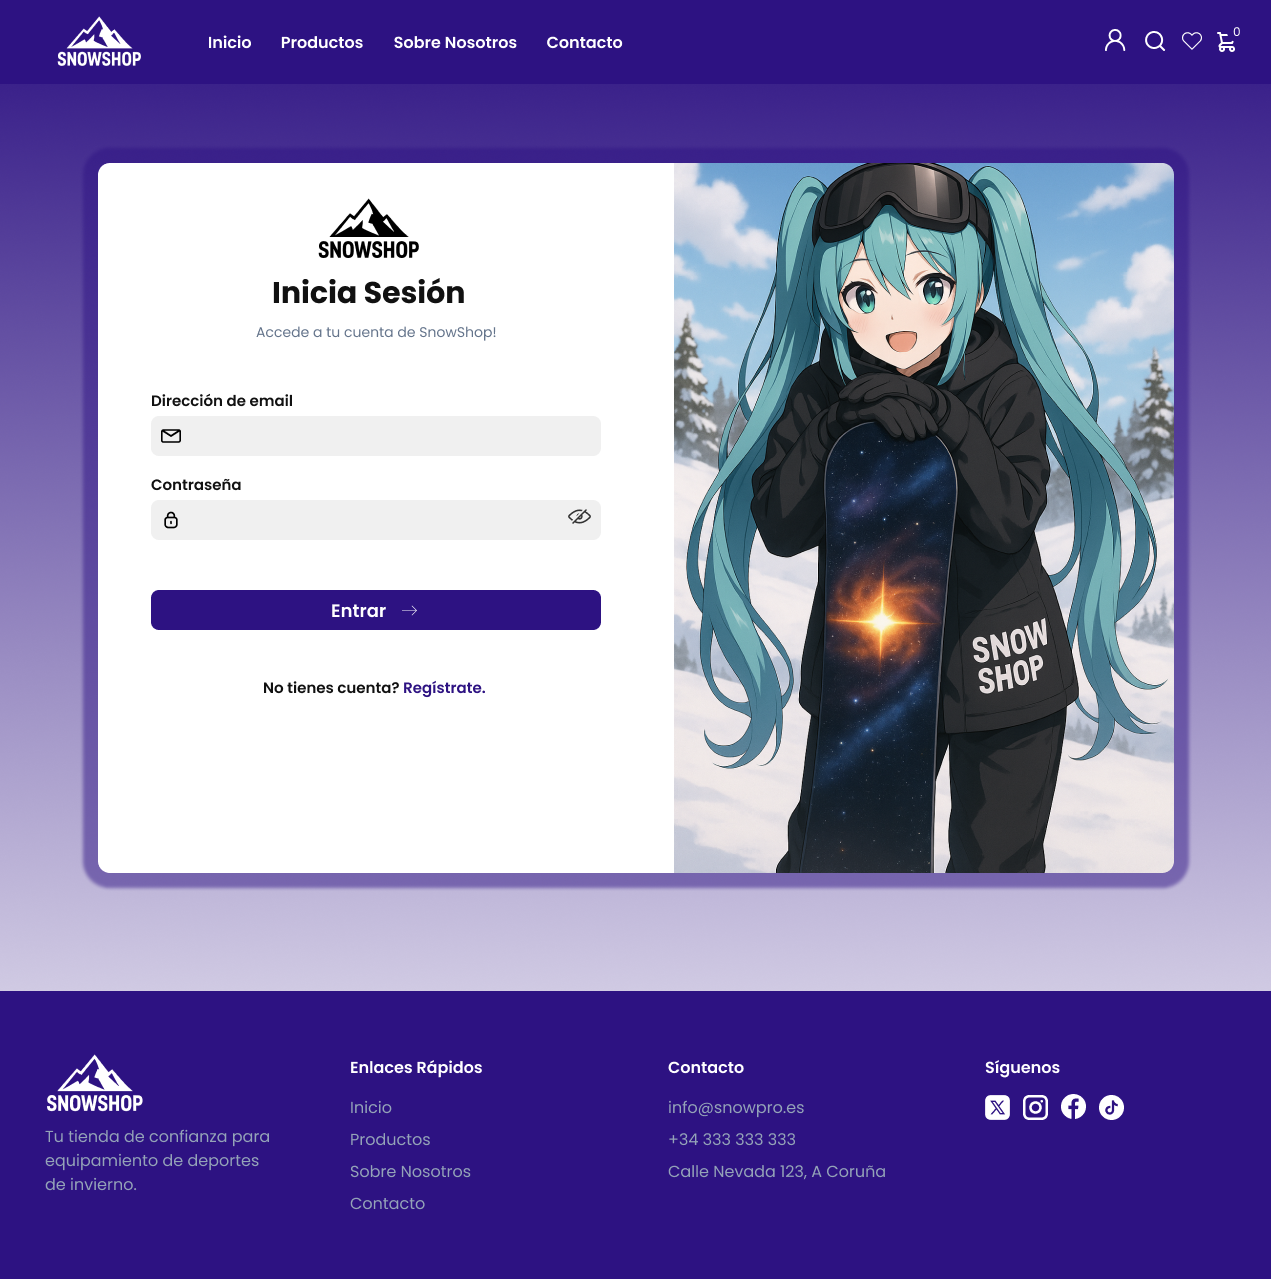 SNOWSHOP
Inicio
Productos
Sobre Nosotros
Contacto
0
SNOWSHOP
Inicia Sesión
Accede a tu cuenta de SnowShop!
Dirección de email
Contraseña
Entrar →
No tienes cuenta? Regístrate.
SNOW
SHOP
SNOWSHOP
Tu tienda de confianza para
equipamiento de deportes
de invierno.
Enlaces Rápidos
Inicio
Productos
Sobre Nosotros
Contacto
Contacto
info@snowpro.es
+34 333 333 333
Calle Nevada 123, A Coruña
Síguenos